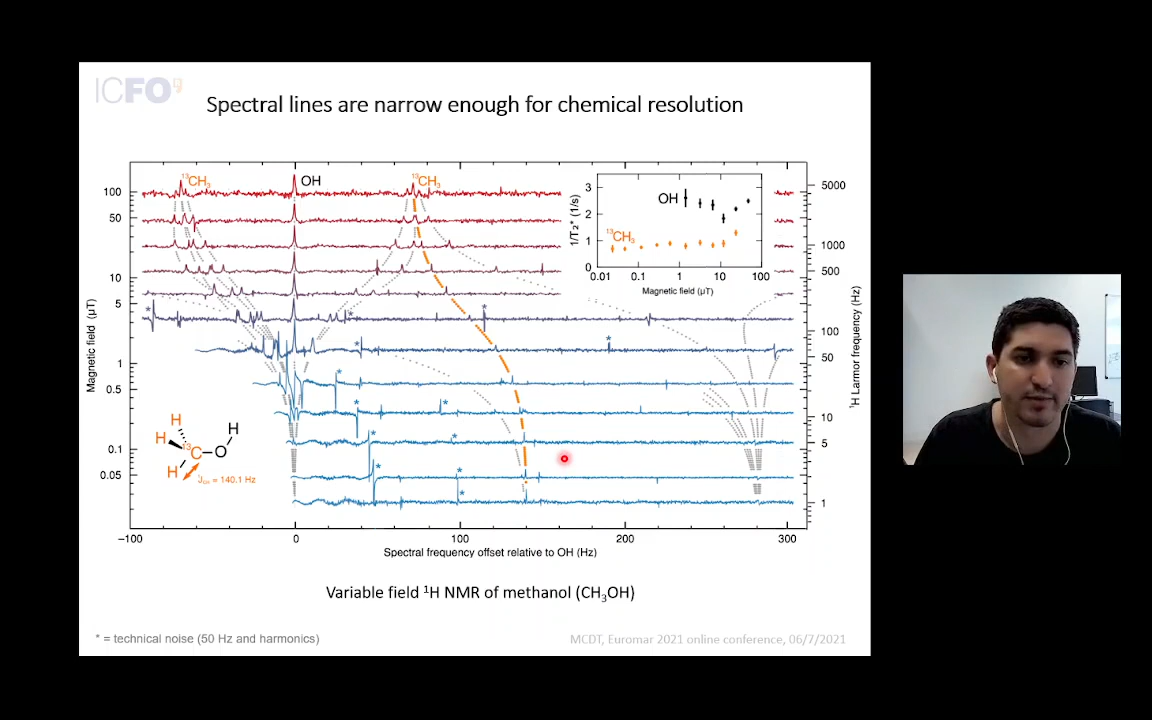 ICFO
Spectral lines are narrow enough for chemical resolution
¹³CH₃
OH
¹³CH₃
100
50
10
5
1
0.5
0.1
0.05
Magnetic field (μT)
5000
1000
500
100
50
10
5
1
¹H Larmor frequency (Hz)
3
2
1
0
1/T₂* (1/s)
OH
¹³CH₃
0.01 0.1 1 10 100
Magnetic field (μT)
H
H
H
H
¹³C
O
¹J_CH = 140.1 Hz
* * * * * * * * * * * * * *
−100 0 100 200 300
Spectral frequency offset relative to OH (Hz)
Variable field ¹H NMR of methanol (CH₃OH)
* = technical noise (50 Hz and harmonics)
MCDT, Euromar 2021 online conference, 06/7/2021